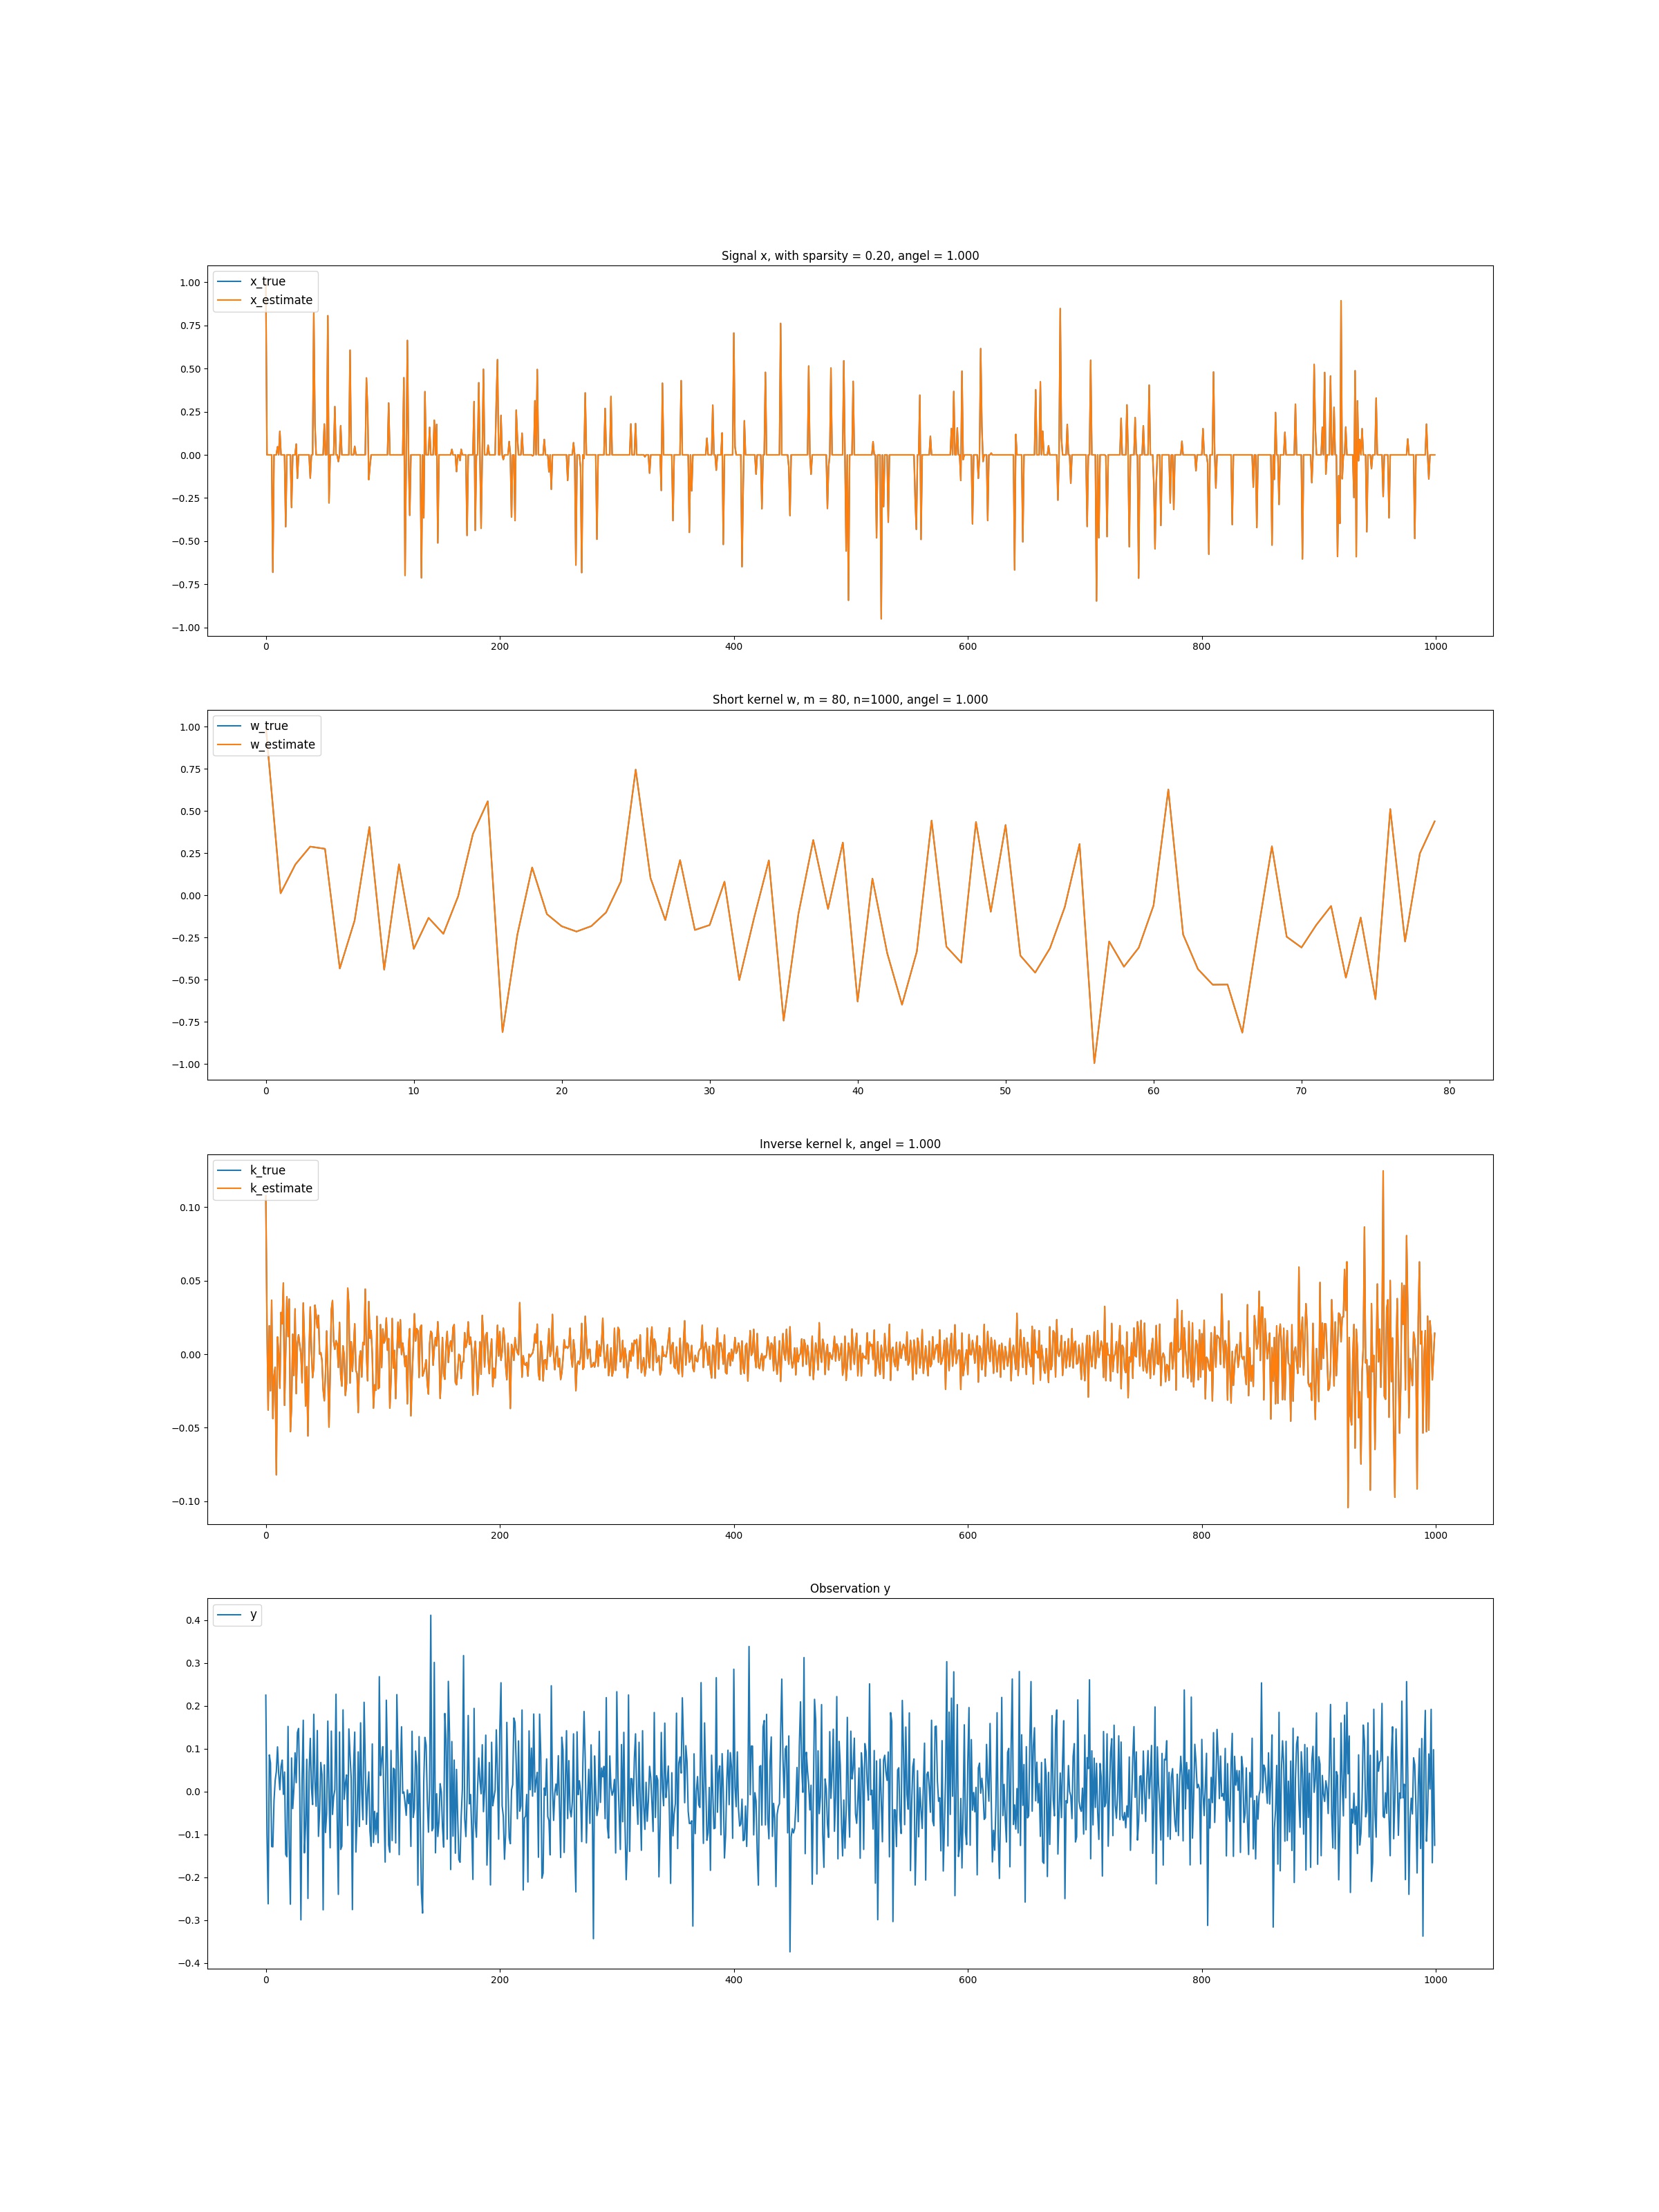 Signal x, with sparsity = 0.20, angel = 1.000
x_true
x_estimate
1.00
0.75
0.50
0.25
0.00
−0.25
−0.50
−0.75
−1.00
0 200 400 600 800 1000
Short kernel w, m = 80, n=1000, angel = 1.000
w_true
w_estimate
1.00
0.75
0.50
0.25
0.00
−0.25
−0.50
−0.75
−1.00
0 10 20 30 40 50 60 70 80
Inverse kernel k, angel = 1.000
k_true
k_estimate
0.10
0.05
0.00
−0.05
−0.10
0 200 400 600 800 1000
Observation y
y
0.4
0.3
0.2
0.1
0.0
−0.1
−0.2
−0.3
−0.4
0 200 400 600 800 1000